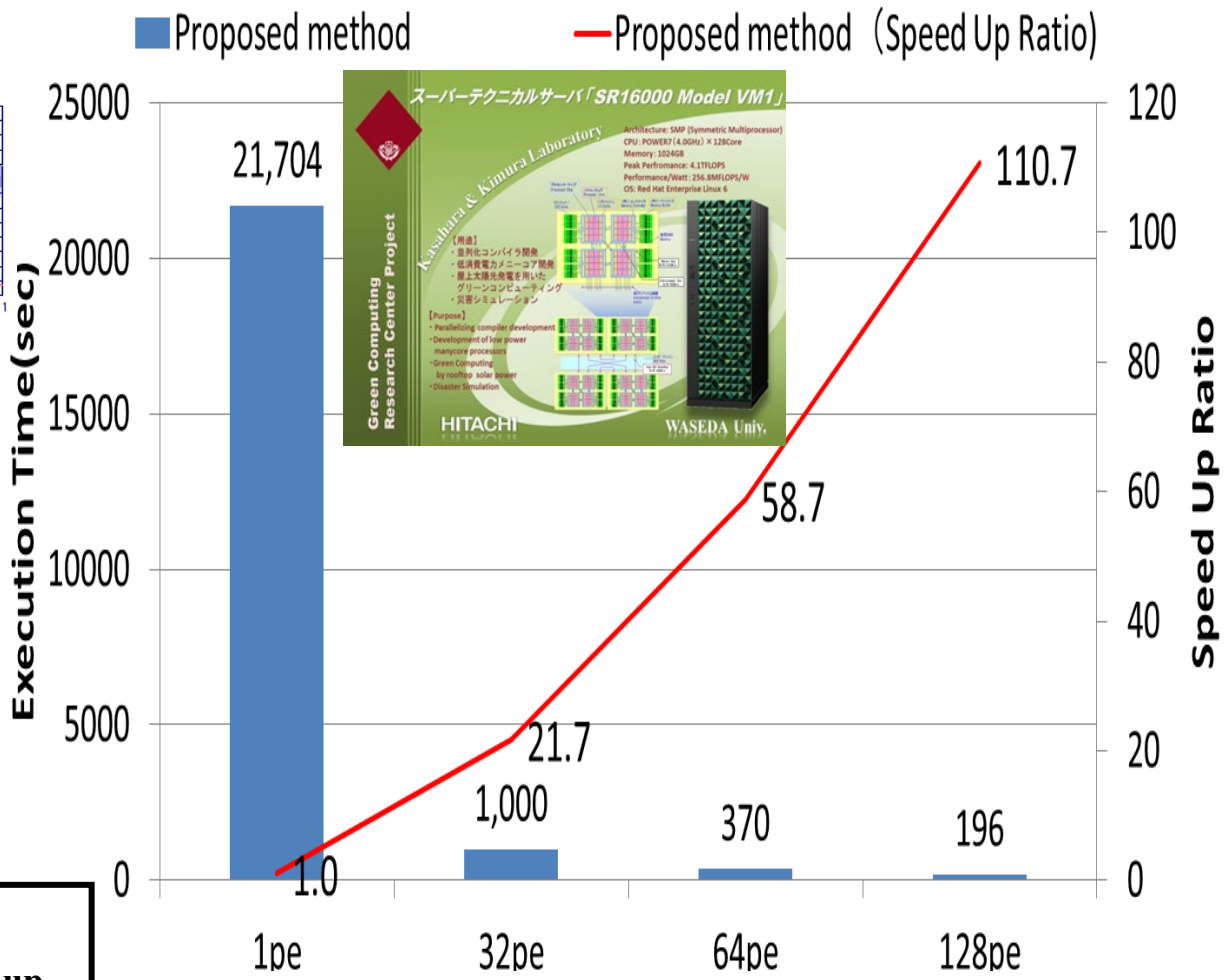 Proposed method
Proposed method（Speed Up Ratio）
25000
20000
15000
10000
5000
0
Execution Time(sec)
120
100
80
60
40
20
0
Speed Up Ratio
21,704
1,000
370
196
1.0
21.7
58.7
110.7
1pe
32pe
64pe
128pe
スーパーテクニカルサーバ「SR16000 Model VM1」
Kasahara & Kimura Laboratory
Architecture: SMP (Symmetric Multiprocessor)
CPU: POWER7(4.0GHz) × 128Core
Memory: 1024GB
Peak Perfromance: 4.1TFLOPS
Performance/Watt: 256.8MFLOPS/W
OS: Red Hat Enterprise Linux 6
【用途】
・並列化コンパイラ開発
・低消費電力メニーコア開発
・屋上太陽光発電を用いた
グリーンコンピューティング
・災害シミュレーション
【Purpose】
・Parallelizing compiler development
・Development of low power
manycore processors
・Green Computing
by rooftop solar power
・Disaster Simulation
Green Computing
Research Center Project
HITACHI
WASEDA Univ.
1
up